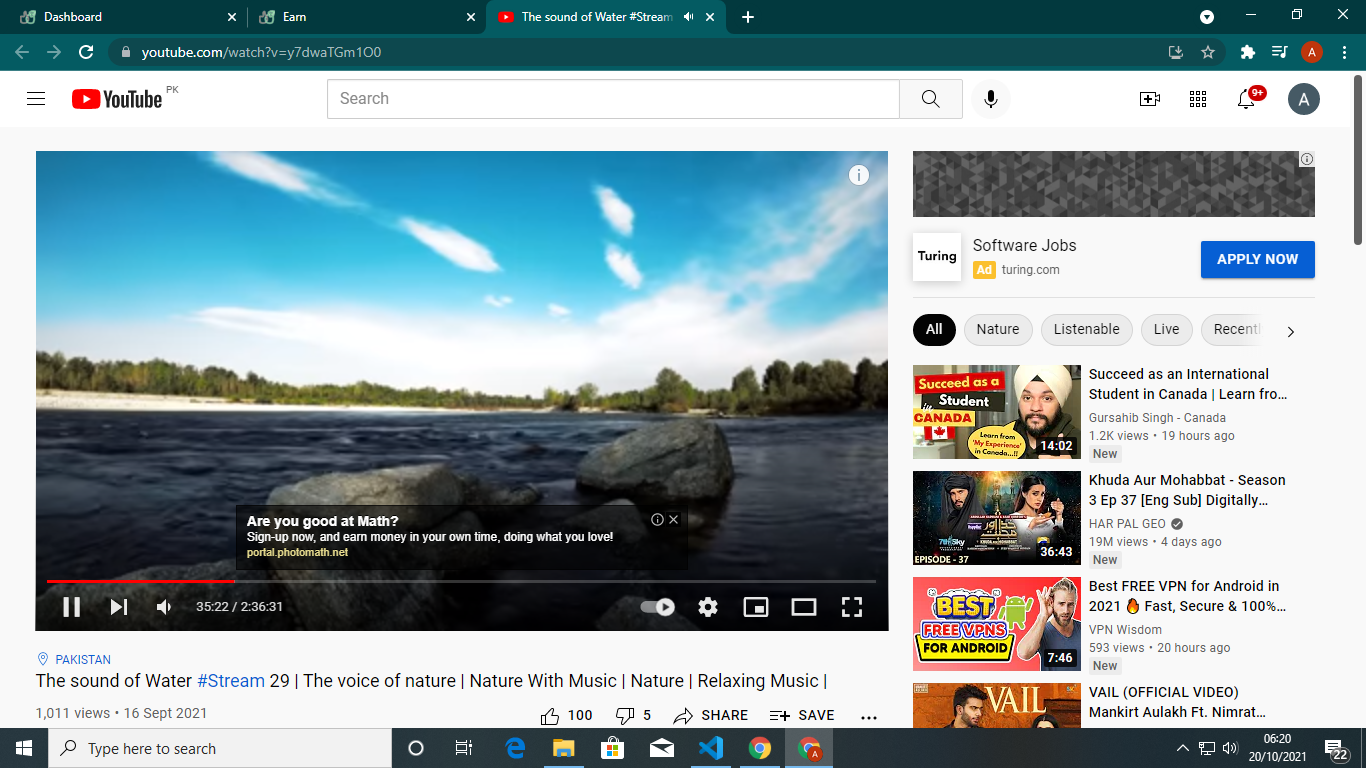 Dashboard
Earn
The sound of Water #Stream
youtube.com/watch?v=y7dwaTGm1O0
A
YouTube PK
Search
9+
A
Turing
Software Jobs
Ad turing.com
APPLY NOW
All
Nature
Listenable
Live
Recentl
Succeed as a
Student
in
CANADA
Learn from
'My Experience'
in Canada...!!
14:02
Succeed as an International
Student in Canada | Learn fro…
Gursahib Singh - Canada
1.2K views • 19 hours ago
New
7th Sky
EPISODE - 37
36:43
Khuda Aur Mohabbat - Season
3 Ep 37 [Eng Sub] Digitally…
HAR PAL GEO
19M views • 4 days ago
New
BEST
FREE VPNS
FOR ANDROID
7:46
Best FREE VPN for Android in
2021 🔥 Fast, Secure & 100%…
VPN Wisdom
593 views • 20 hours ago
New
VAIL
VAIL (OFFICIAL VIDEO)
Mankirt Aulakh Ft. Nimrat…
Are you good at Math?
Sign-up now, and earn money in your own time, doing what you love!
portal.photomath.net
35:22 / 2:36:31
PAKISTAN
The sound of Water #Stream 29 | The voice of nature | Nature With Music | Nature | Relaxing Music |
1,011 views • 16 Sept 2021
100
5
SHARE
SAVE
Type here to search
A
06:20
20/10/2021
22